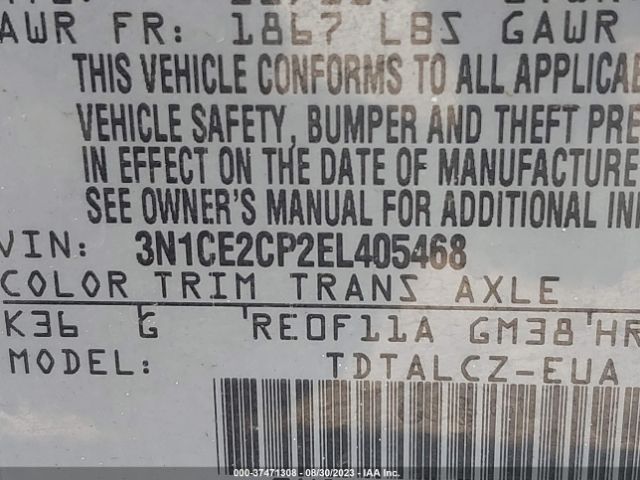 AWR FR: 1867 LBS GAWR
THIS VEHICLE CONFORMS TO ALL APPLICAB
VEHICLE SAFETY, BUMPER AND THEFT PRE
IN EFFECT ON THE DATE OF MANUFACTURE
SEE OWNER'S MANUAL FOR ADDITIONAL IN
VIN: 3N1CE2CP2EL405468
COLOR TRIM TRANS AXLE
K36 G RE0F11A GM38 HR
MODEL: TDTALCZ-EUA
000-37471308 - 08/30/2023 - IAA Inc.